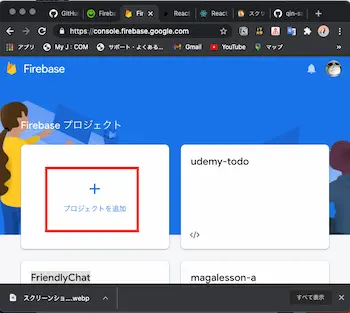 GitHu
Fireb
Fi
React
React
スクリ
qin-s
https://console.firebase.google.com
アプリ
My J:COM
サポート - よくある...
Gmail
YouTube
マップ
Firebase
Firebase プロジェクト
+
プロジェクトを追加
udemy-todo
</>
FriendlyChat
magalesson-a
スクリーンショ....webp
すべて表示